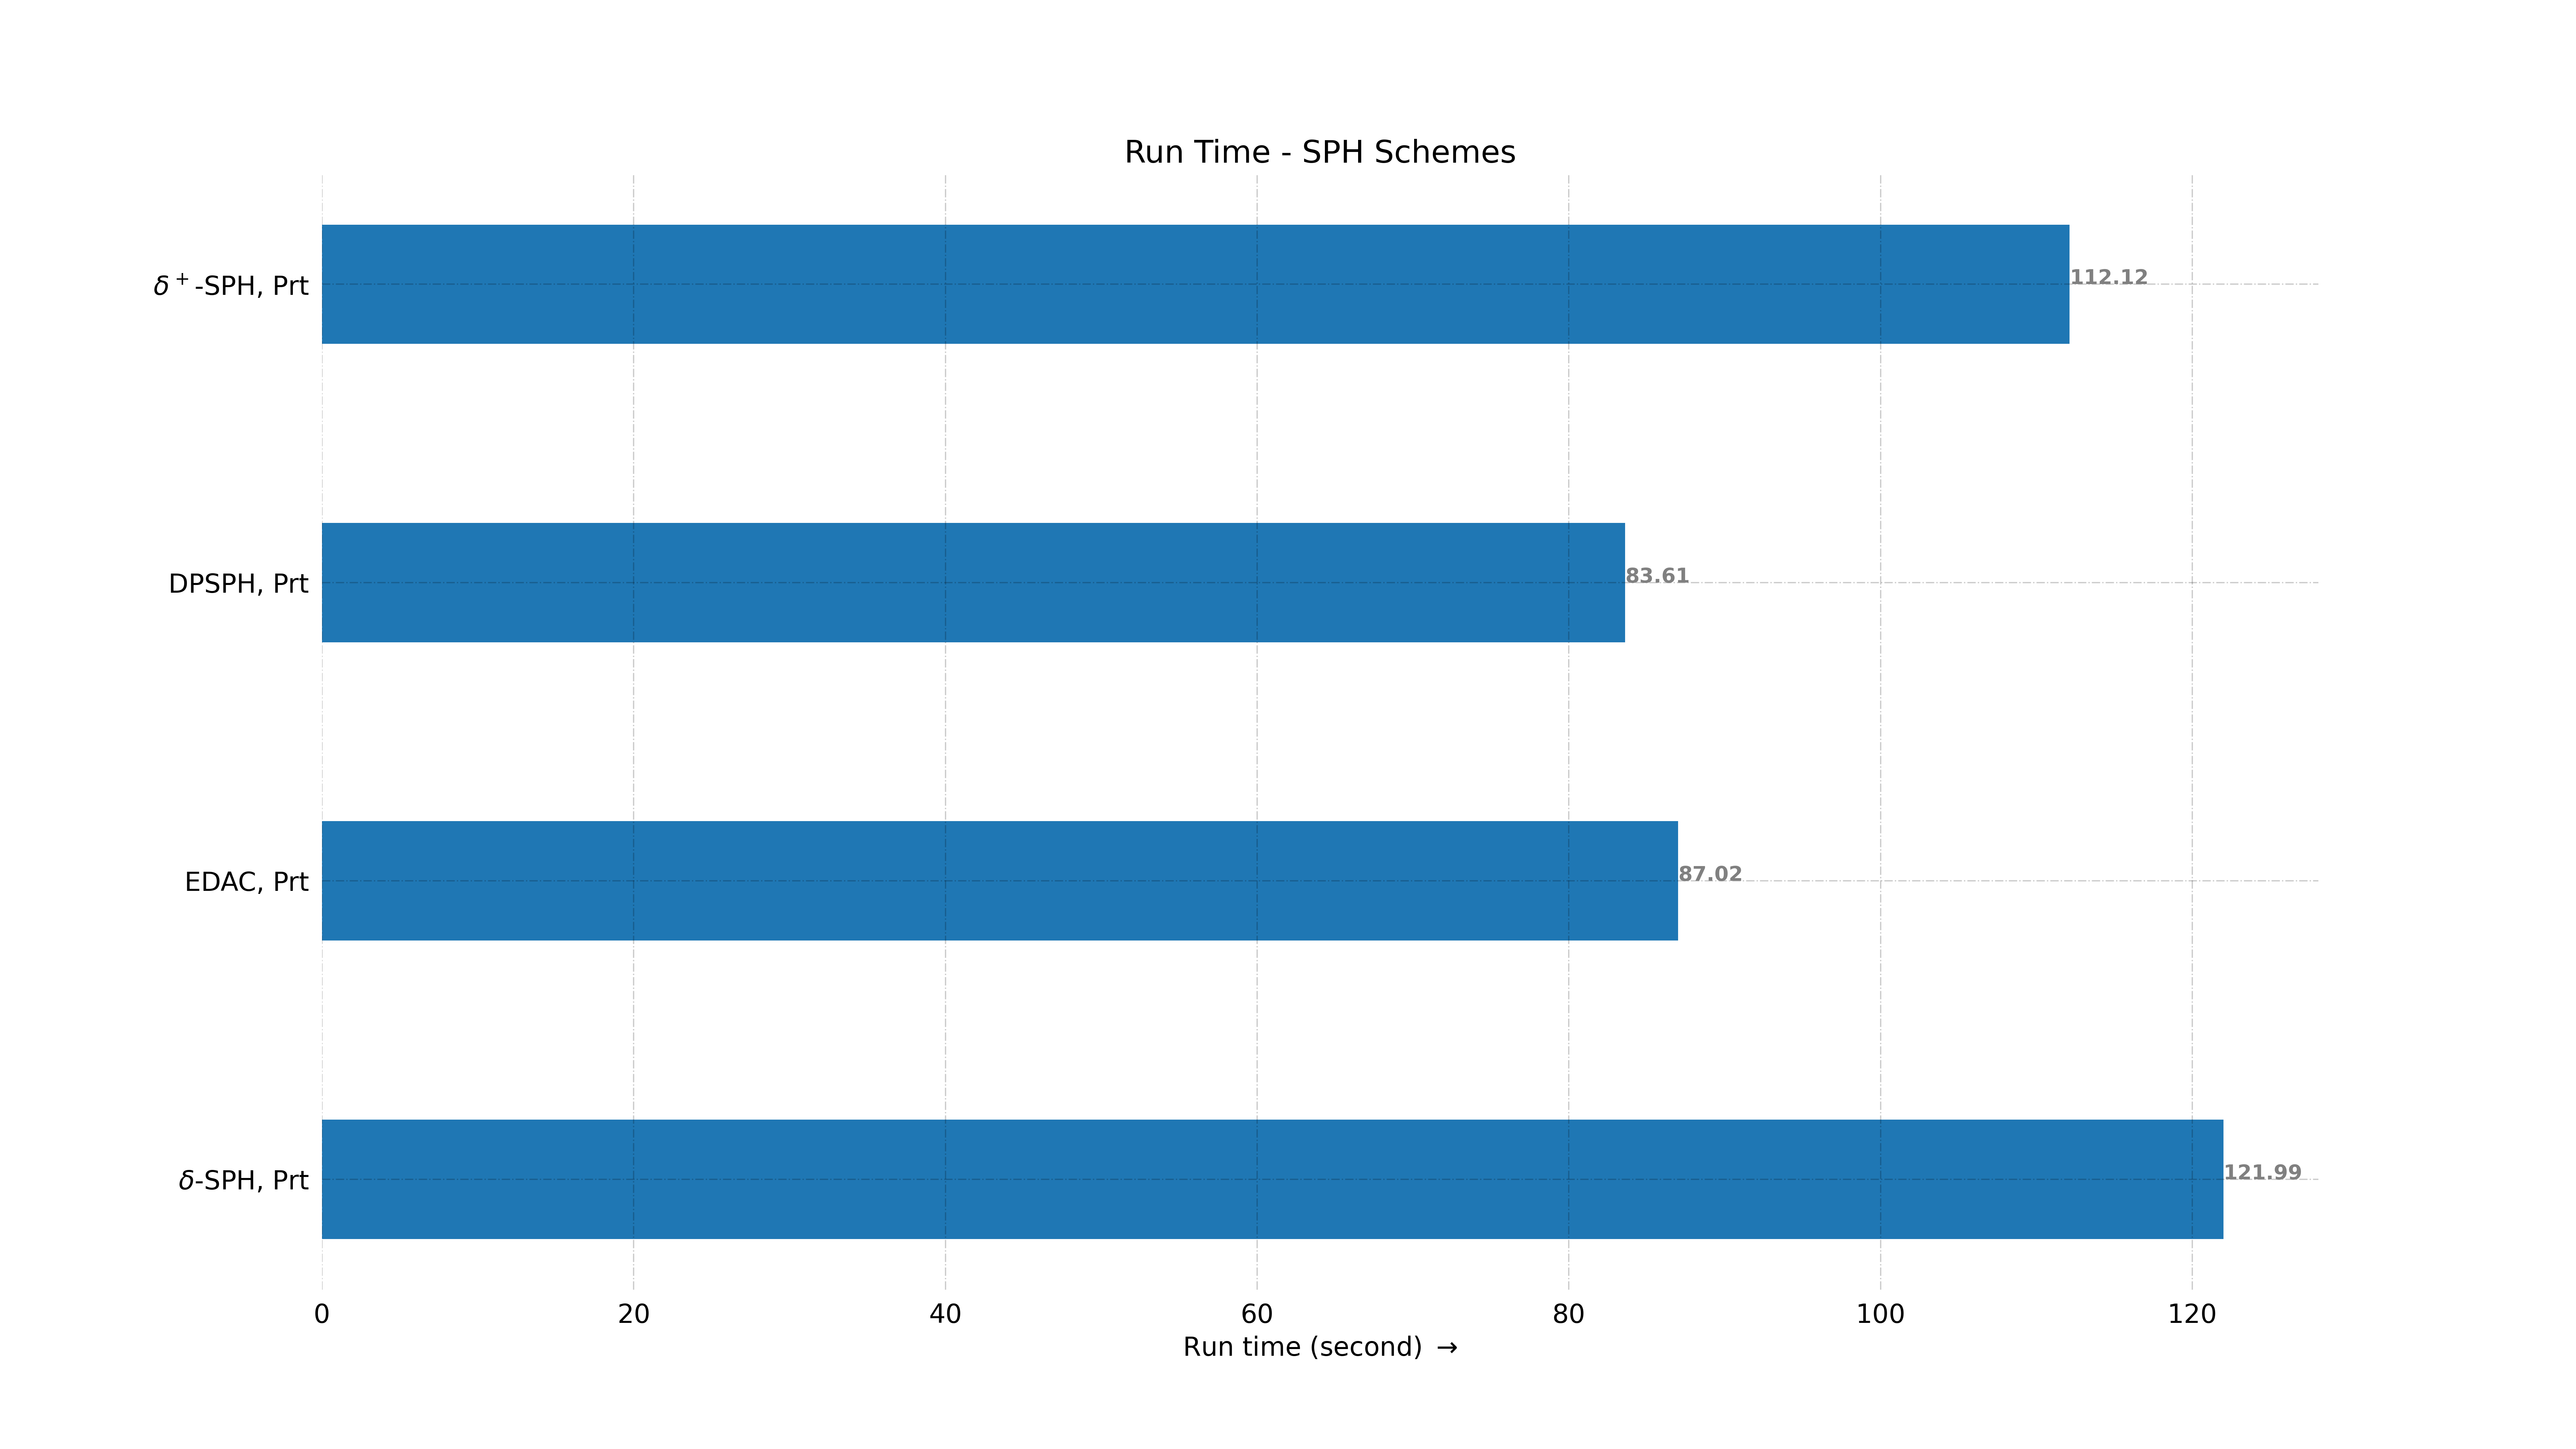 Run Time - SPH Schemes
δ⁺-SPH, Prt
112.12
DPSPH, Prt
83.61
EDAC, Prt
87.02
δ-SPH, Prt
121.99
0 20 40 60 80 100 120
Run time (second) →